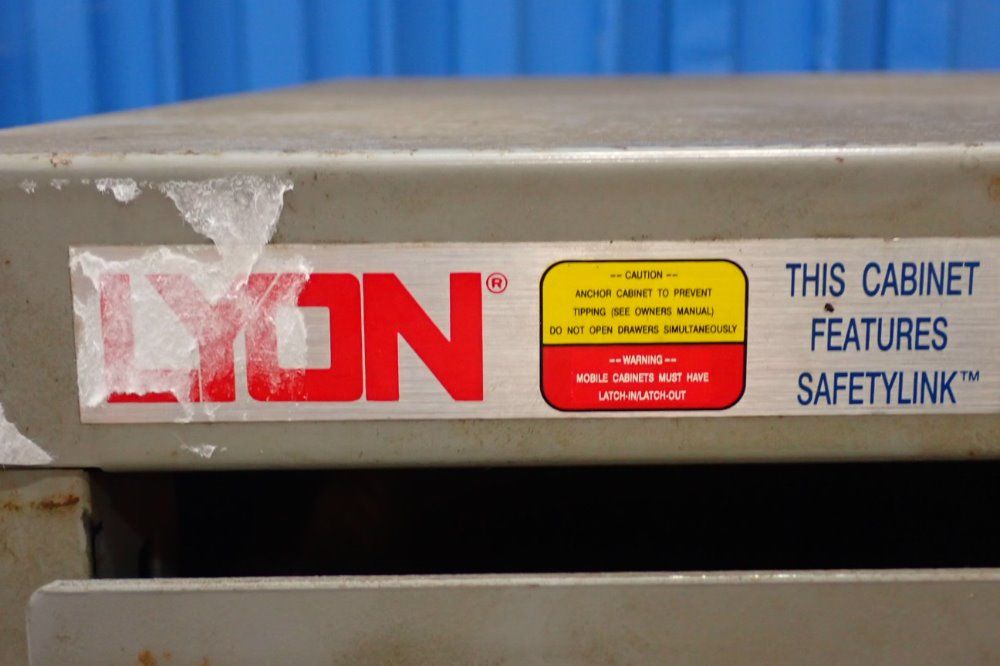 LYON®
-- CAUTION --
ANCHOR CABINET TO PREVENT
TIPPING (SEE OWNERS MANUAL)
DO NOT OPEN DRAWERS SIMULTANEOUSLY
-- WARNING --
MOBILE CABINETS MUST HAVE
LATCH-IN/LATCH-OUT
THIS CABINET
FEATURES
SAFETYLINK™